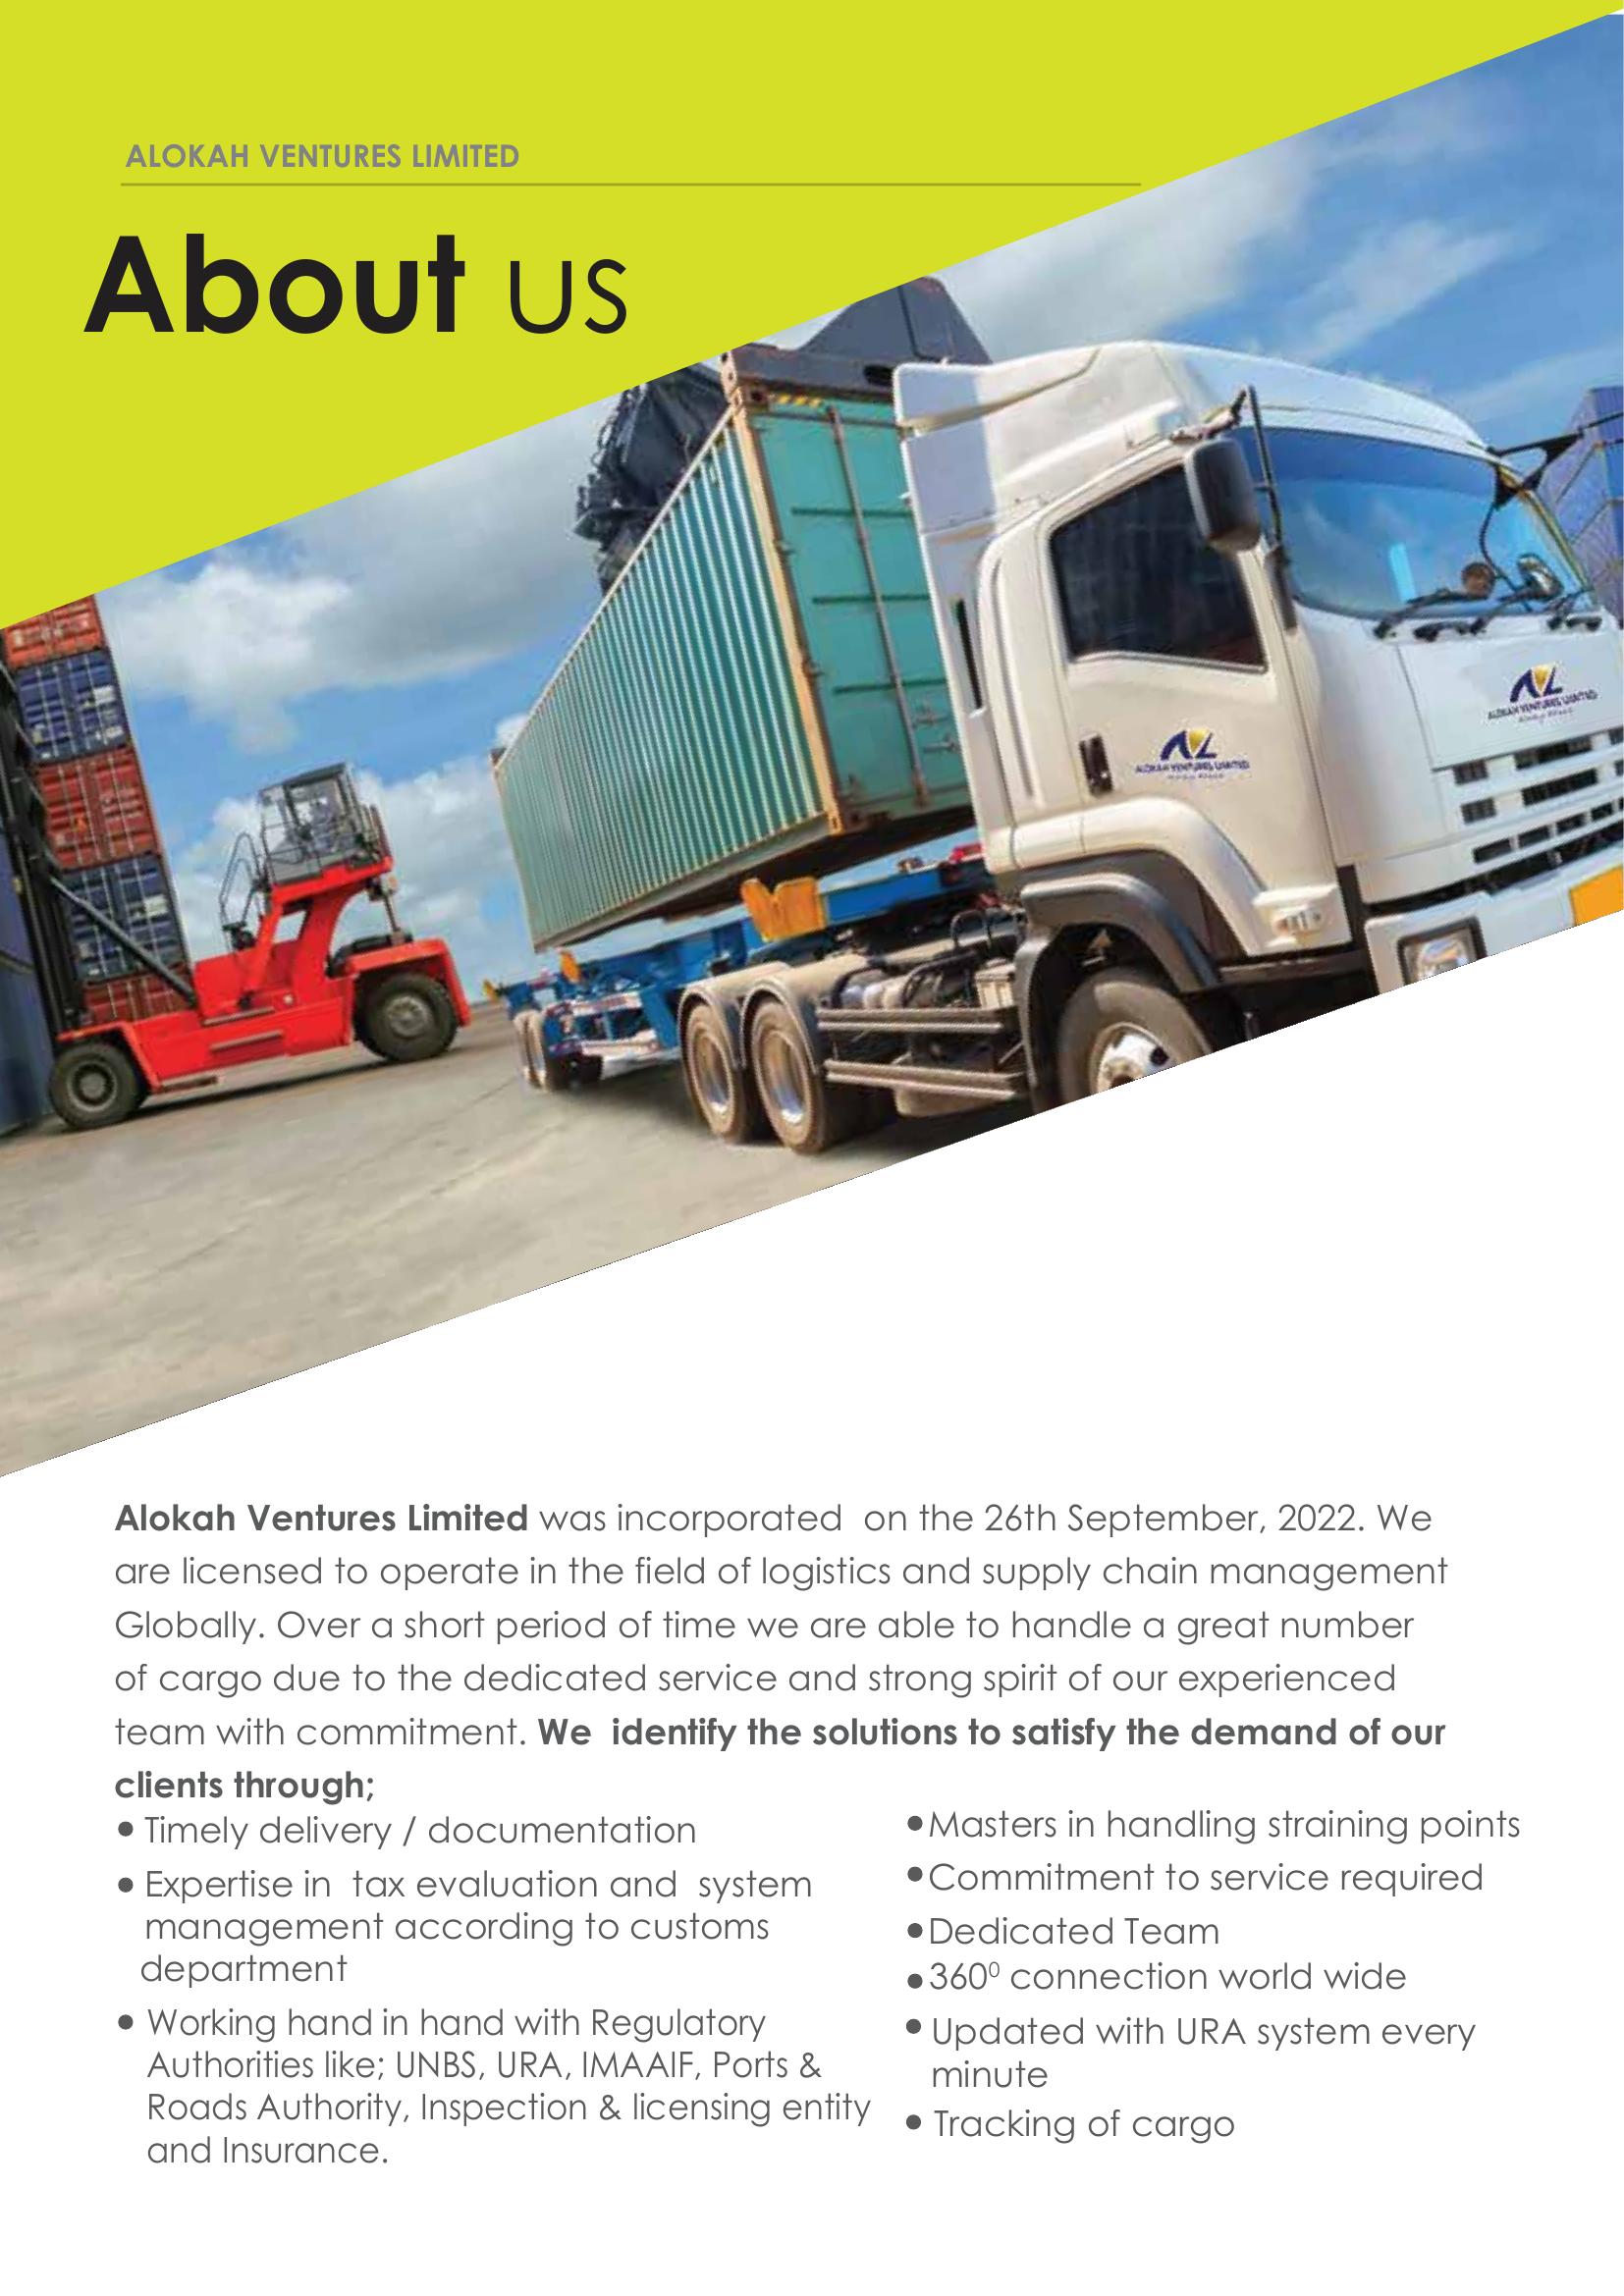 ALOKAH VENTURES LIMITED
About us
ALOKAH VENTURES LIMITED
ALOKAH VENTURES LIMITED
Alokah Ventures Limited was incorporated on the 26th September, 2022. We
are licensed to operate in the field of logistics and supply chain management
Globally. Over a short period of time we are able to handle a great number
of cargo due to the dedicated service and strong spirit of our experienced
team with commitment. We identify the solutions to satisfy the demand of our
clients through;
• Timely delivery / documentation
• Expertise in tax evaluation and system
management according to customs
department
• Working hand in hand with Regulatory
Authorities like; UNBS, URA, IMAAIF, Ports &
Roads Authority, Inspection & licensing entity
and Insurance.
• Masters in handling straining points
• Commitment to service required
• Dedicated Team
• 360⁰ connection world wide
• Updated with URA system every
minute
• Tracking of cargo